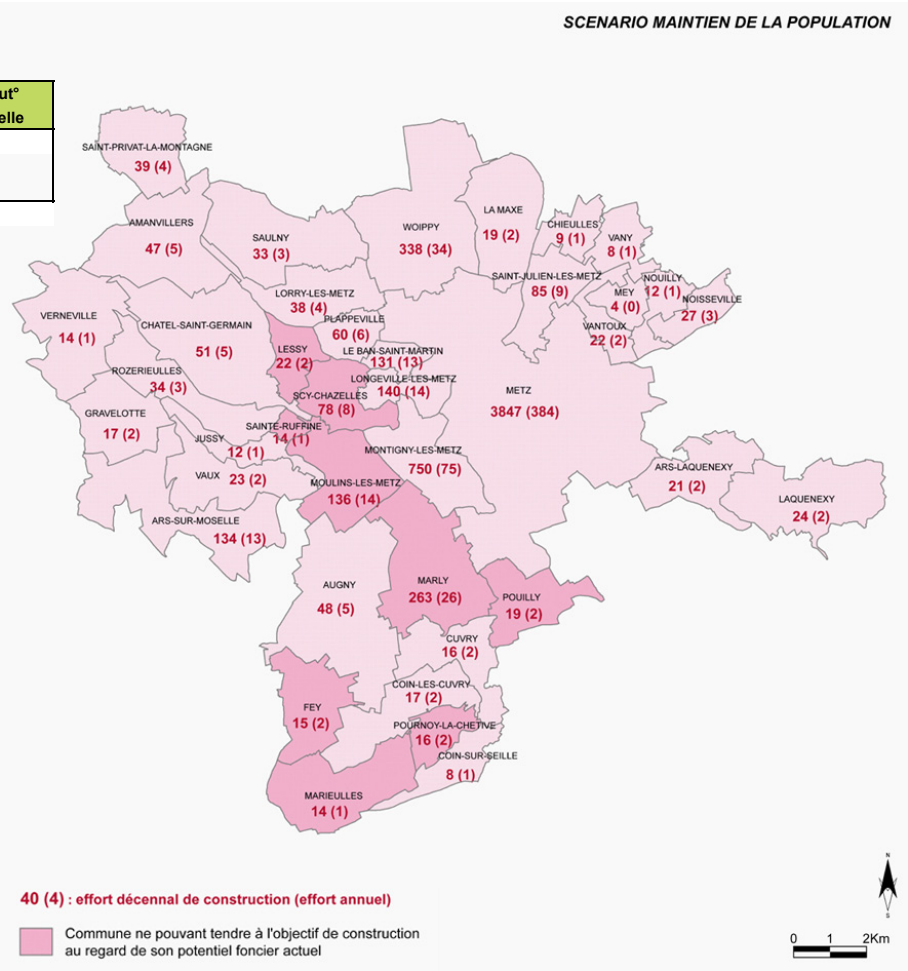 SCENARIO MAINTIEN DE LA POPULATION
ut°
elle
SAINT-PRIVAT-LA-MONTAGNE
39 (4)
AMANVILLERS
47 (5)
SAULNY
33 (3)
WOIPPY
338 (34)
LA MAXE
19 (2)
CHIEULLES
9 (1)
VANY
8 (1)
SAINT-JULIEN-LES-METZ
85 (9)
MEY
4 (0)
NOUILLY
12 (1)
NOISSEVILLE
27 (3)
VANTOUX
22 (2)
VERNEVILLE
14 (1)
CHATEL-SAINT-GERMAIN
51 (5)
LORRY-LES-METZ
38 (4)
PLAPPEVILLE
60 (6)
LESSY
22 (2)
LE BAN-SAINT-MARTIN
131 (13)
LONGEVILLE-LES-METZ
140 (14)
ROZERIEULLES
34 (3)
SCY-CHAZELLES
78 (8)
METZ
3847 (384)
GRAVELOTTE
17 (2)
JUSSY
12 (1)
SAINTE-RUFFINE
14 (1)
MONTIGNY-LES-METZ
750 (75)
VAUX 23 (2)
MOULINS-LES-METZ
136 (14)
ARS-LAQUENEXY
21 (2)
LAQUENEXY
24 (2)
ARS-SUR-MOSELLE
134 (13)
AUGNY
48 (5)
MARLY
263 (26)
POUILLY
19 (2)
CUVRY
16 (2)
COIN-LES-CUVRY
17 (2)
FEY
15 (2)
POURNOY-LA-CHETIVE
16 (2)
COIN-SUR-SEILLE
8 (1)
MARIEULLES
14 (1)
40 (4) : effort décennal de construction (effort annuel)
Commune ne pouvant tendre à l'objectif de construction
au regard de son potentiel foncier actuel
N
S
0 1 2Km